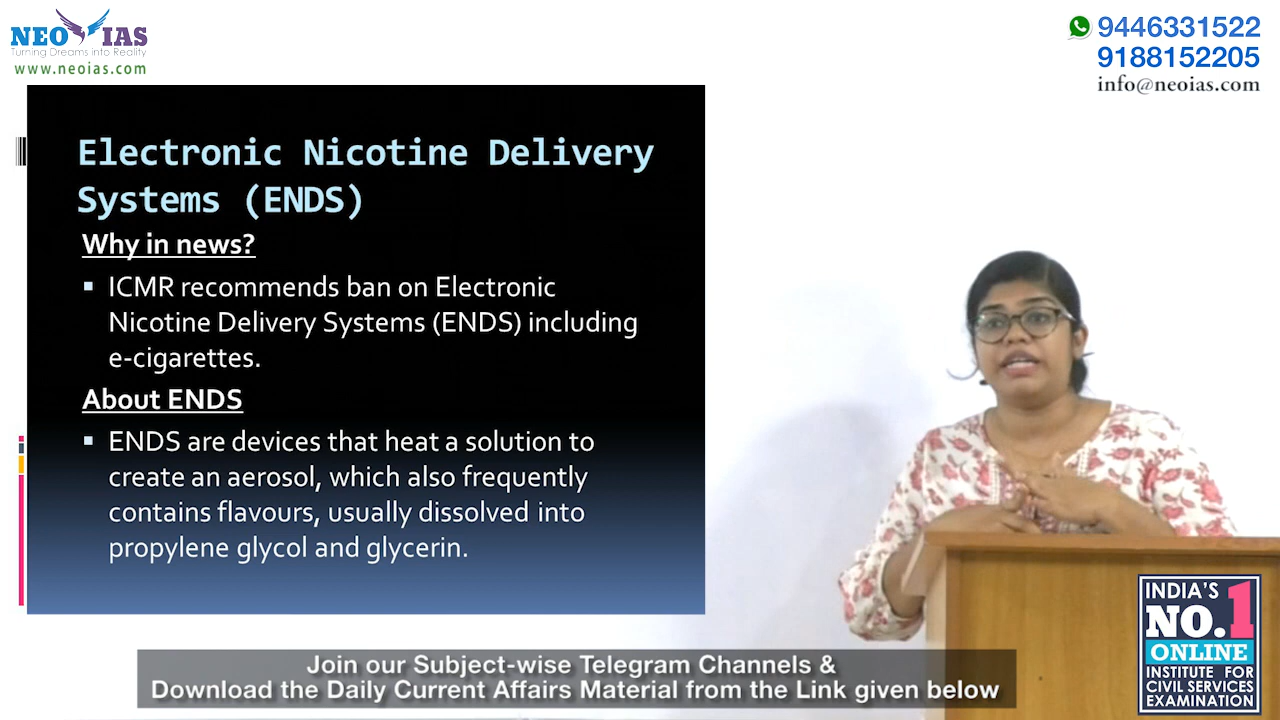 NEO IAS
Turning Dreams into Reality
www.neoias.com
9446331522
9188152205
info@neoias.com
Electronic Nicotine Delivery
Systems (ENDS)
Why in news?
▪ ICMR recommends ban on Electronic
Nicotine Delivery Systems (ENDS) including
e-cigarettes.
About ENDS
▪ ENDS are devices that heat a solution to
create an aerosol, which also frequently
contains flavours, usually dissolved into
propylene glycol and glycerin.
INDIA'S
NO.1
ONLINE
INSTITUTE FOR
CIVIL SERVICES
EXAMINATION
Join our Subject-wise Telegram Channels &
Download the Daily Current Affairs Material from the Link given below